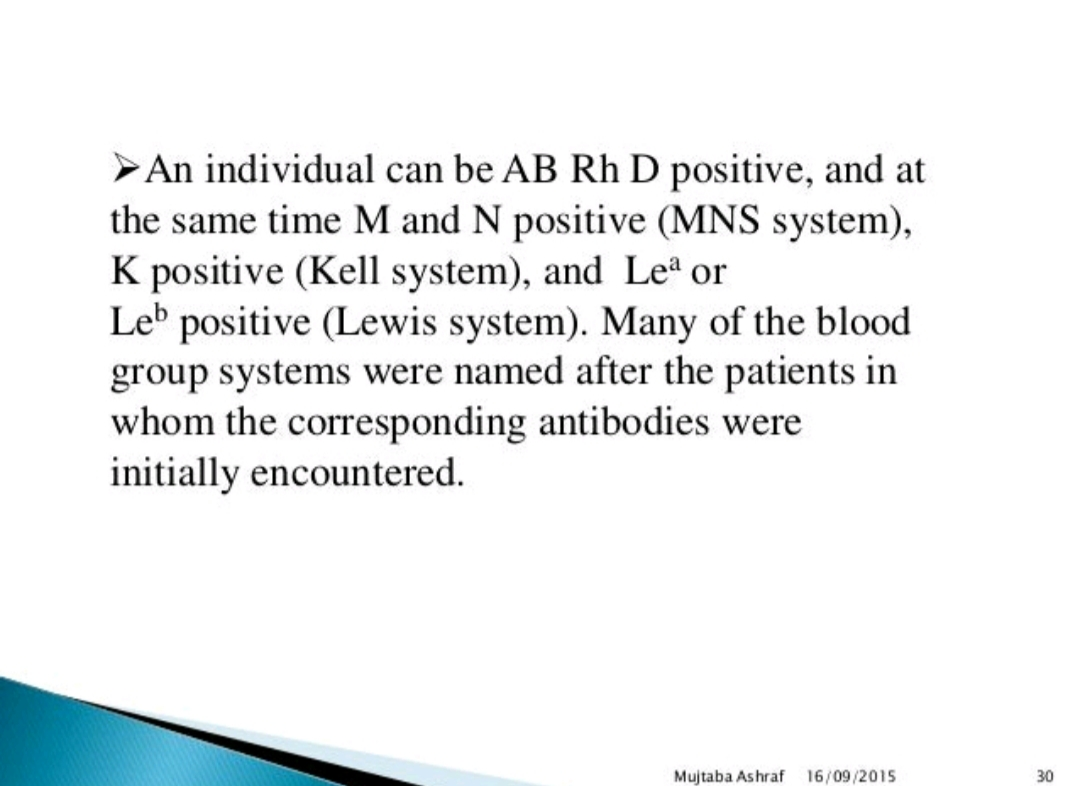 ➢An individual can be AB Rh D positive, and at
the same time M and N positive (MNS system),
K positive (Kell system), and Leᵃ or
Leᵇ positive (Lewis system). Many of the blood
group systems were named after the patients in
whom the corresponding antibodies were
initially encountered.
Mujtaba Ashraf 16/09/2015 30